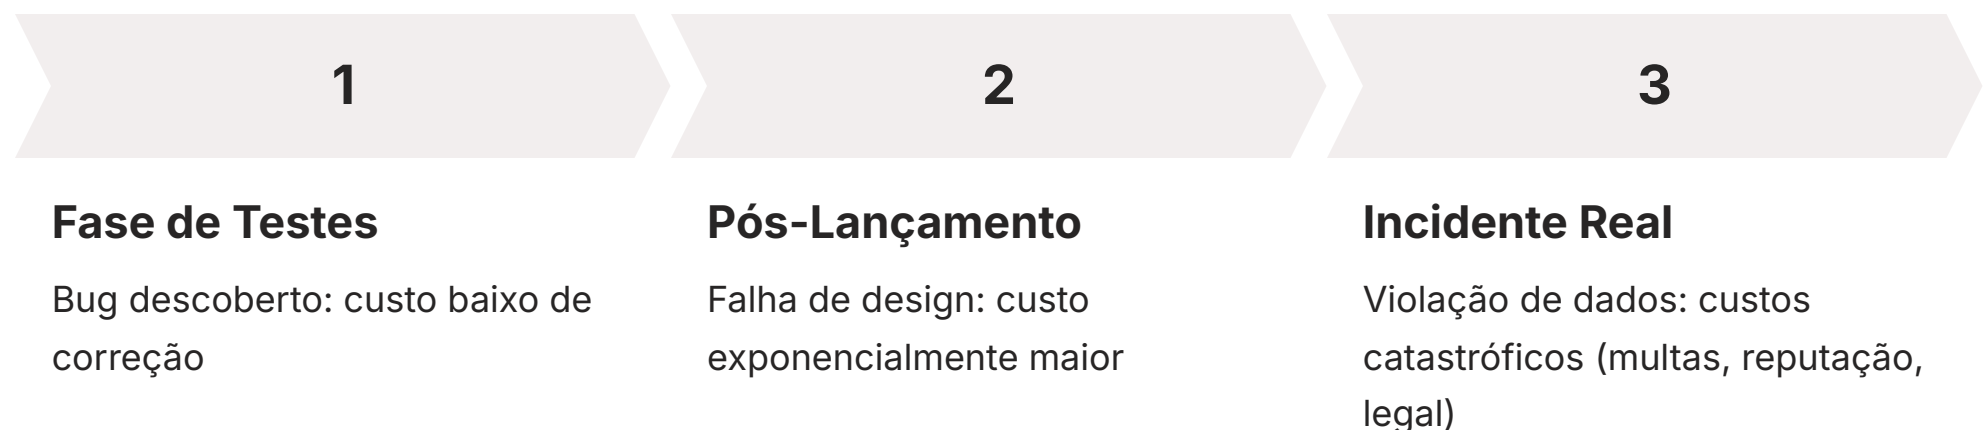 1
Fase de Testes
Bug descoberto: custo baixo de
correção
2
Pós-Lançamento
Falha de design: custo
exponencialmente maior
3
Incidente Real
Violação de dados: custos
catastróficos (multas, reputação,
legal)